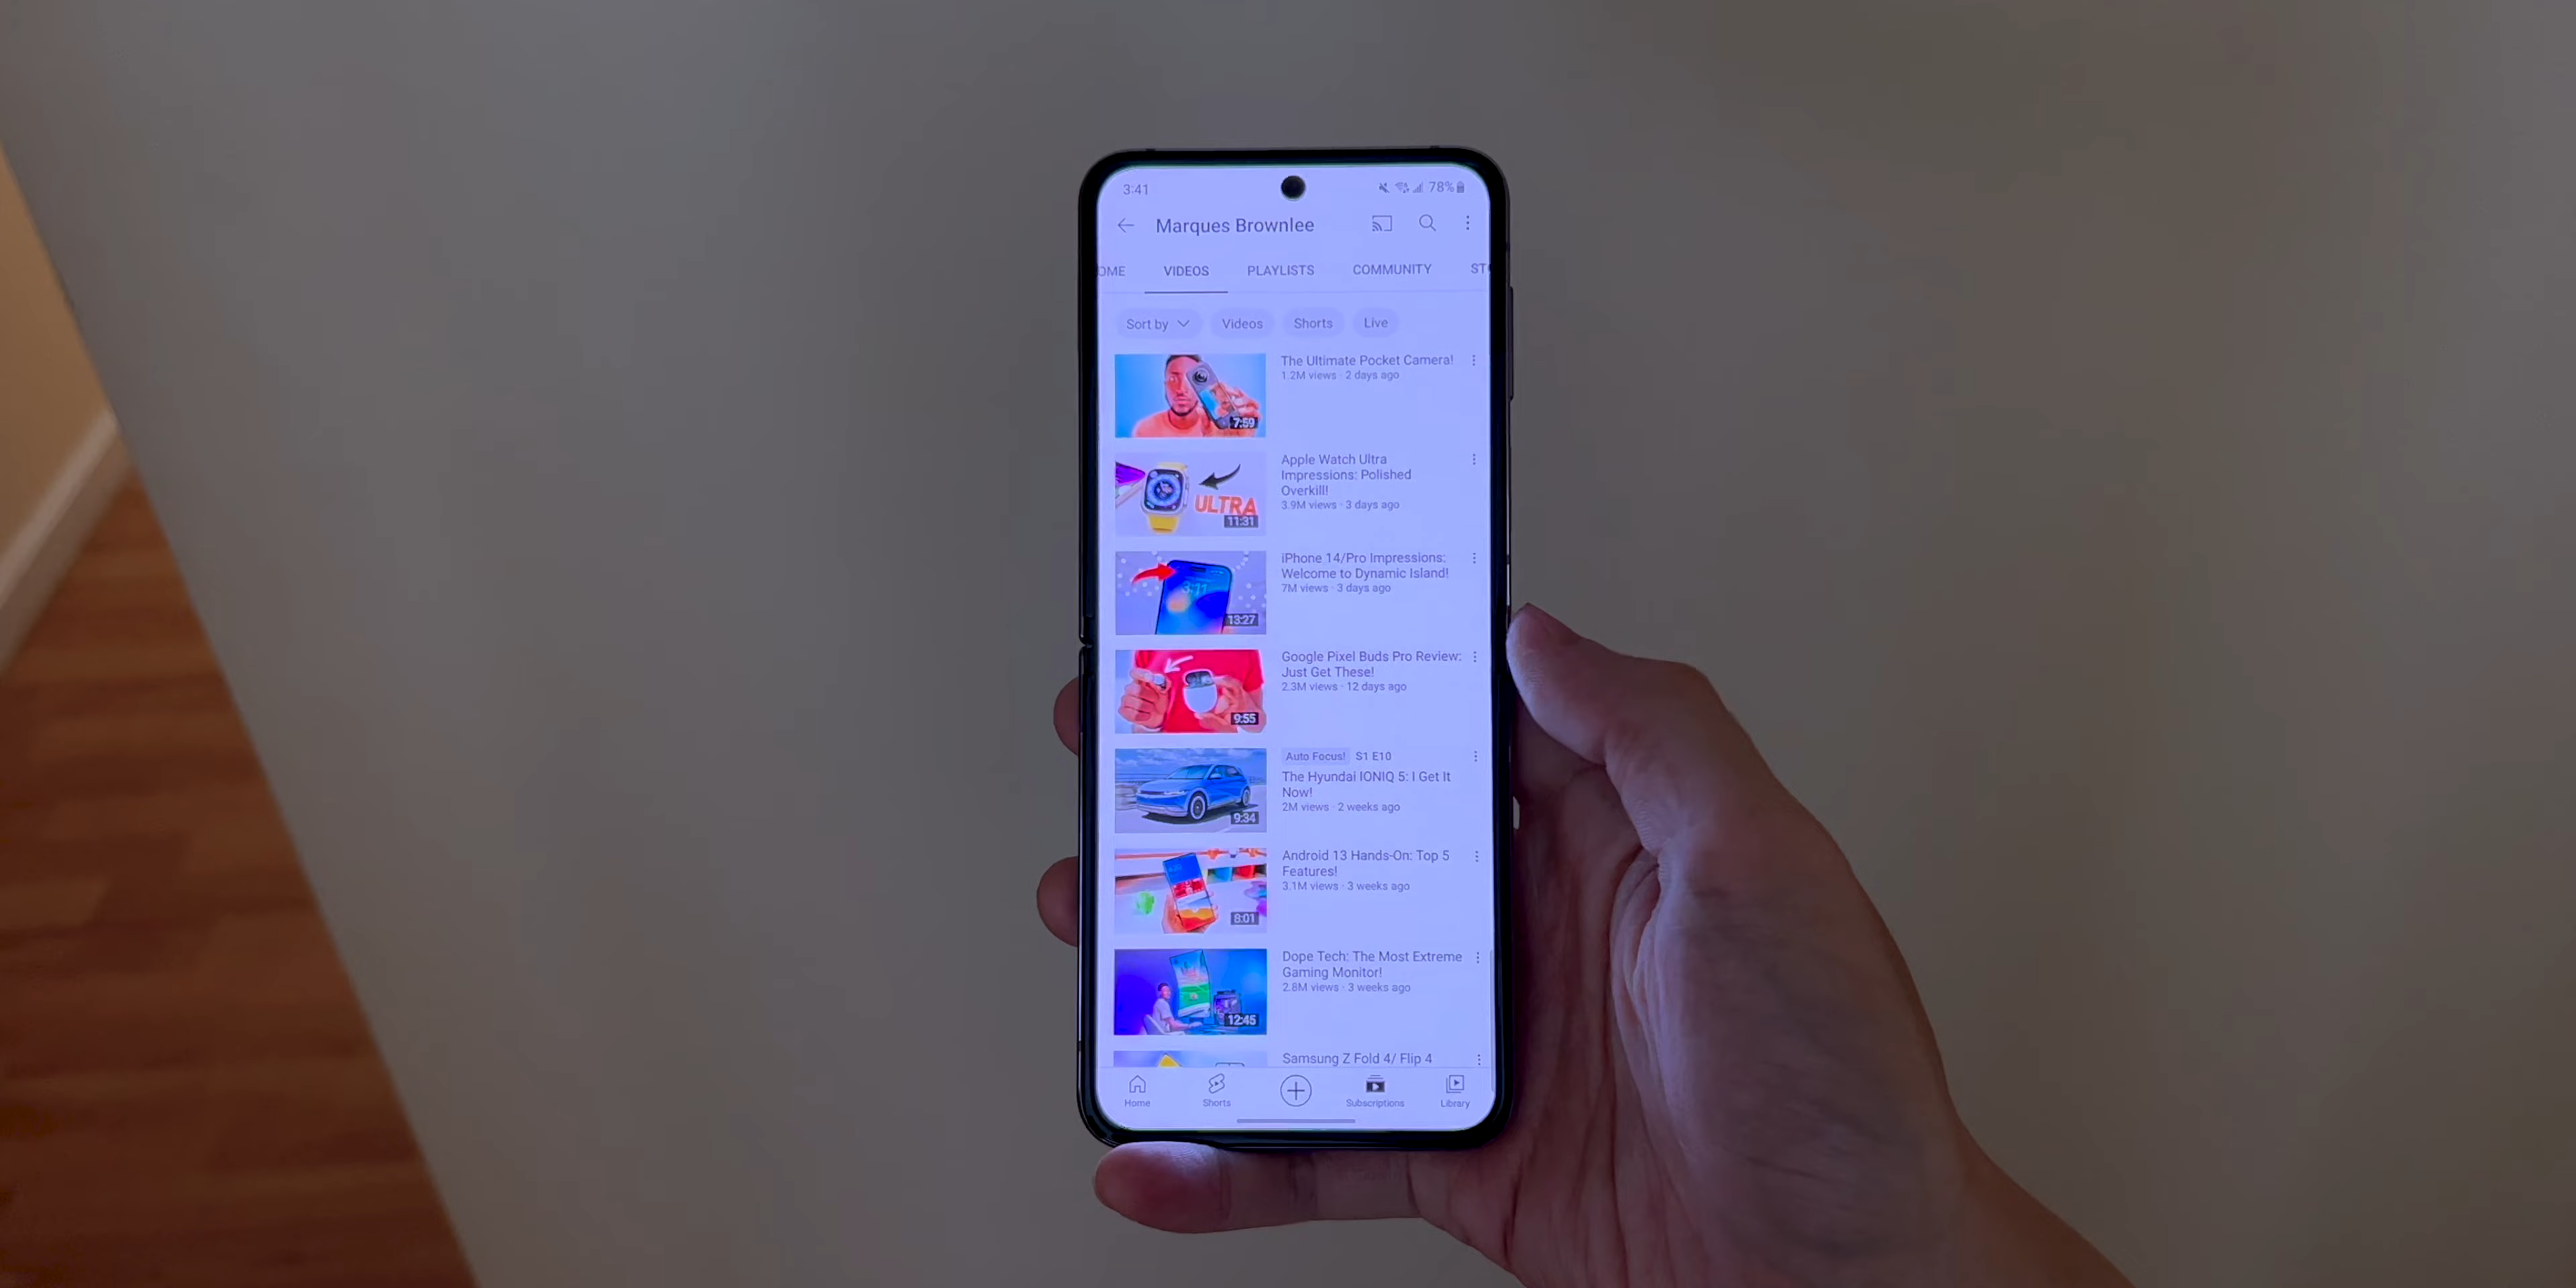 3:41
78%
Marques Brownlee
OME VIDEOS PLAYLISTS COMMUNITY ST
Sort by Videos Shorts Live
The Ultimate Pocket Camera!
1.2M views · 2 days ago
7:59
Apple Watch Ultra
Impressions: Polished
Overkill!
3.9M views · 3 days ago
ULTRA
11:31
iPhone 14/Pro Impressions:
Welcome to Dynamic Island!
7M views · 3 days ago
3:11
13:27
Google Pixel Buds Pro Review:
Just Get These!
2.3M views · 12 days ago
9:55
Auto Focus! S1 E10
The Hyundai IONIQ 5: I Get It
Now!
2M views · 2 weeks ago
9:34
Android 13 Hands-On: Top 5
Features!
3.1M views · 3 weeks ago
8:01
Dope Tech: The Most Extreme
Gaming Monitor!
2.8M views · 3 weeks ago
12:45
Samsung Z Fold 4/ Flip 4
Home Shorts Subscriptions Library